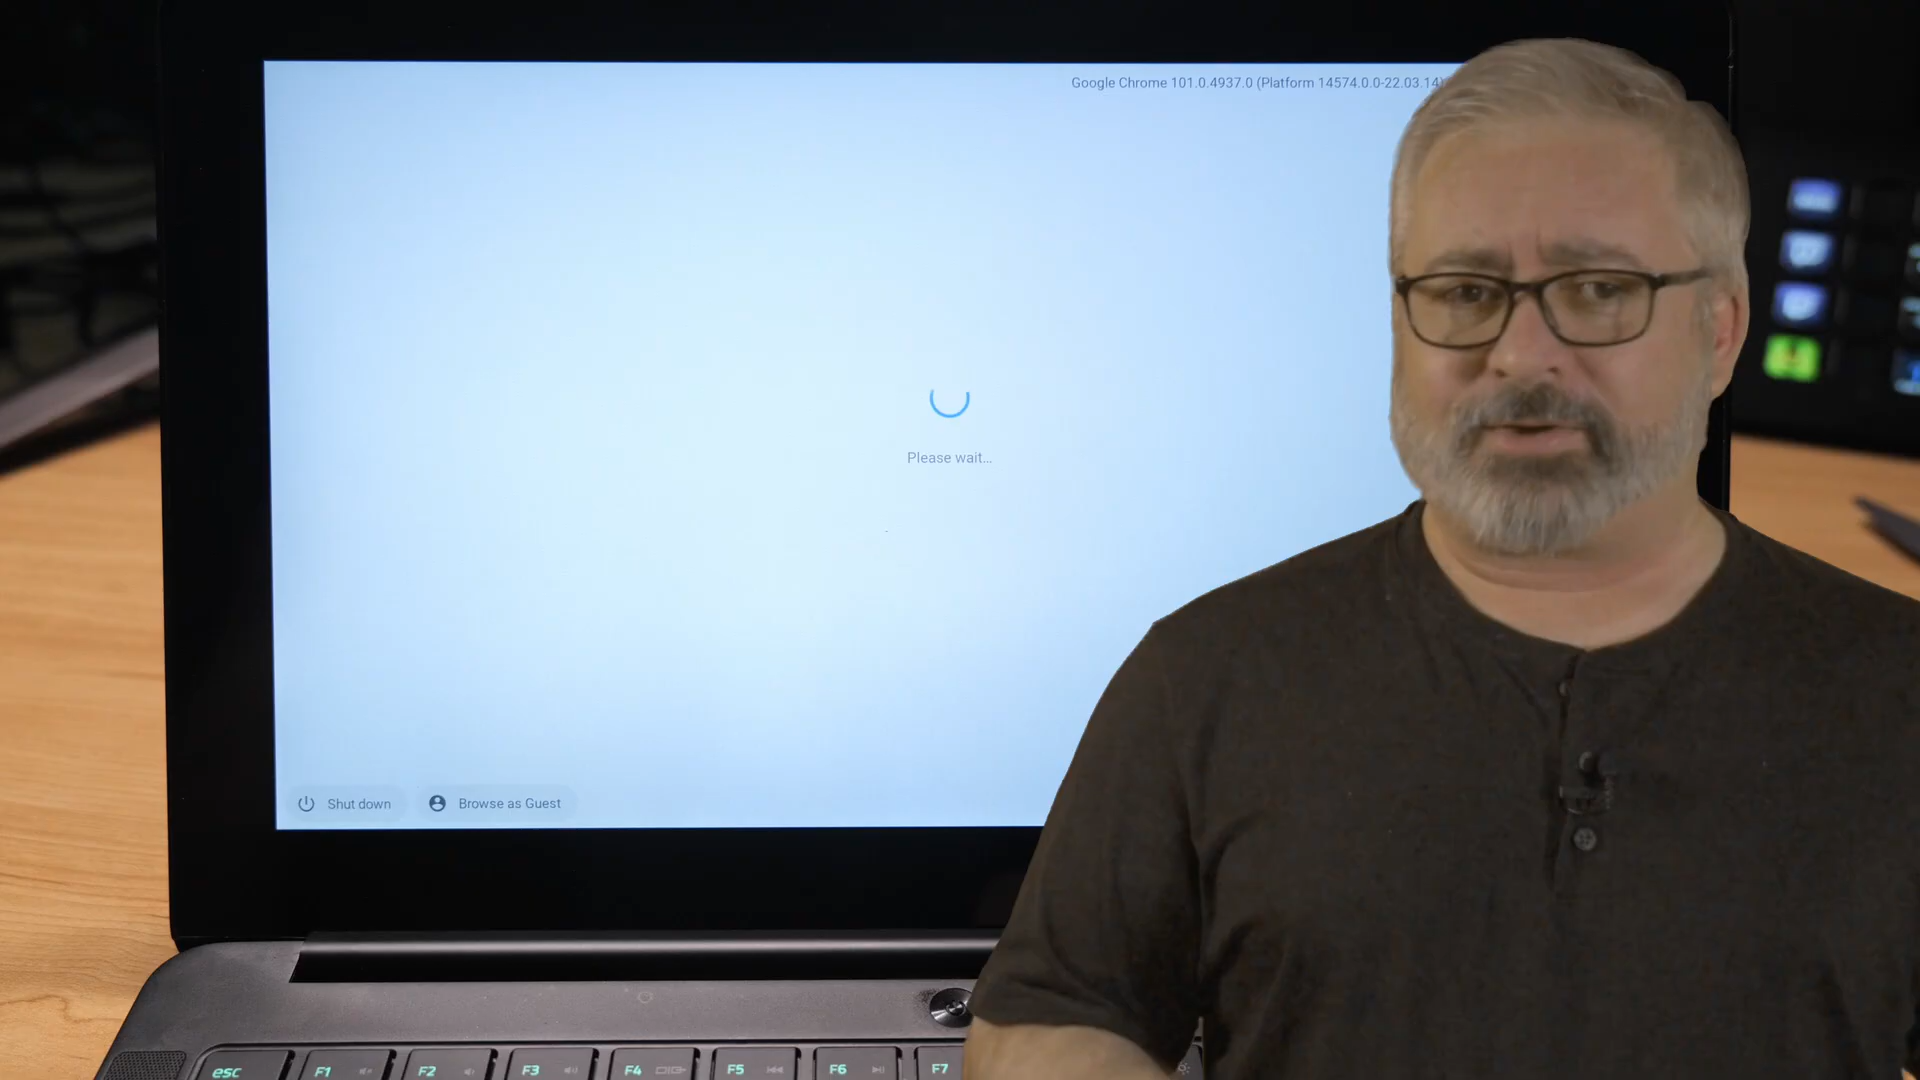 Google Chrome 101.0.4937.0 (Platform 14574.0.0-22.03.14)
Please wait...
Shut down
Browse as Guest
esc
F1
F2
F3
F4
F5
F6
F7